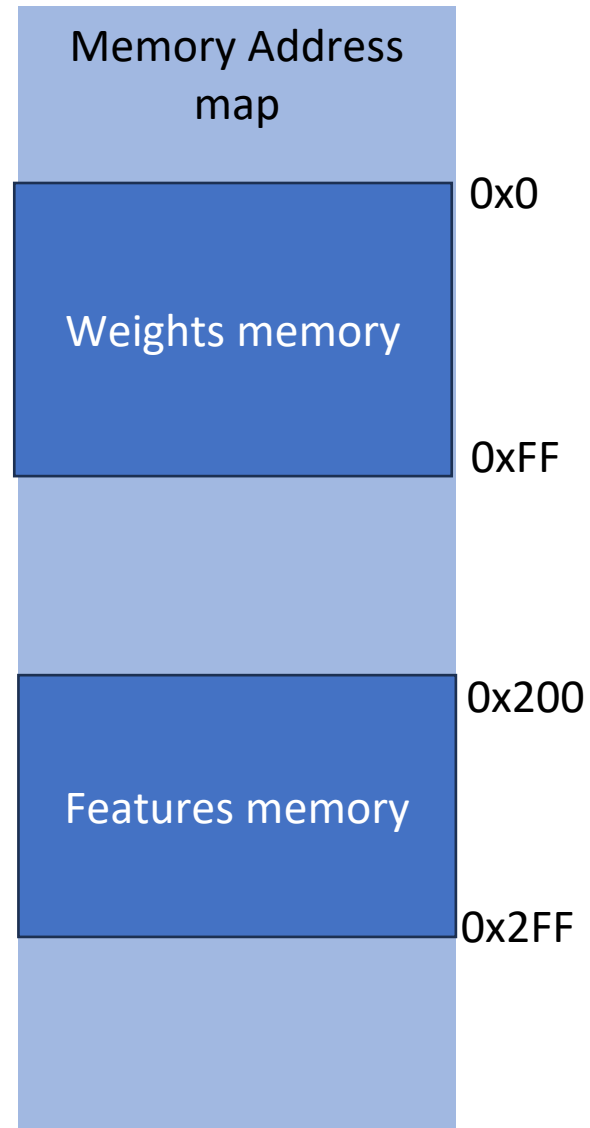 Memory Address
map
0x0
Weights memory
0xFF
0x200
Features memory
0x2FF